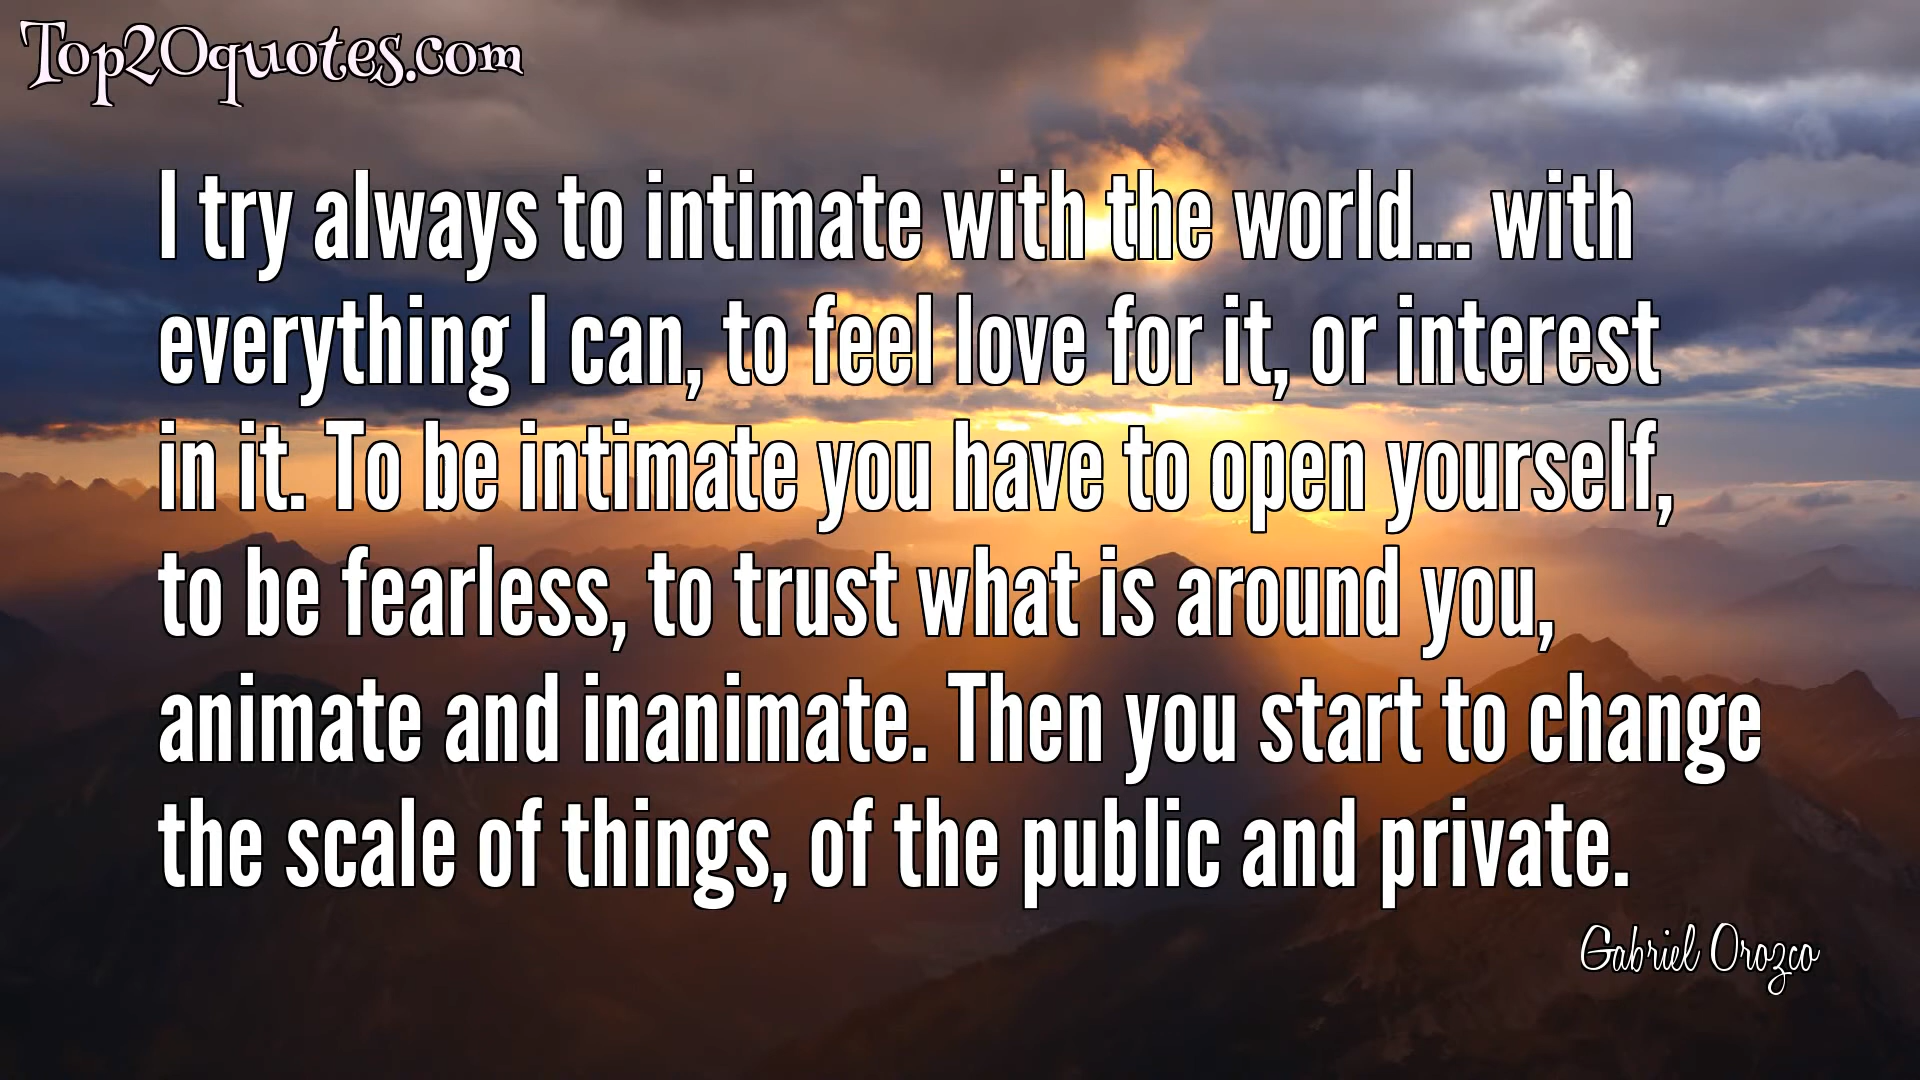 Top20quotes.com
I try always to intimate with the world... with
everything I can, to feel love for it, or interest
in it. To be intimate you have to open yourself,
to be fearless, to trust what is around you,
animate and inanimate. Then you start to change
the scale of things, of the public and private.
Gabriel Orozco